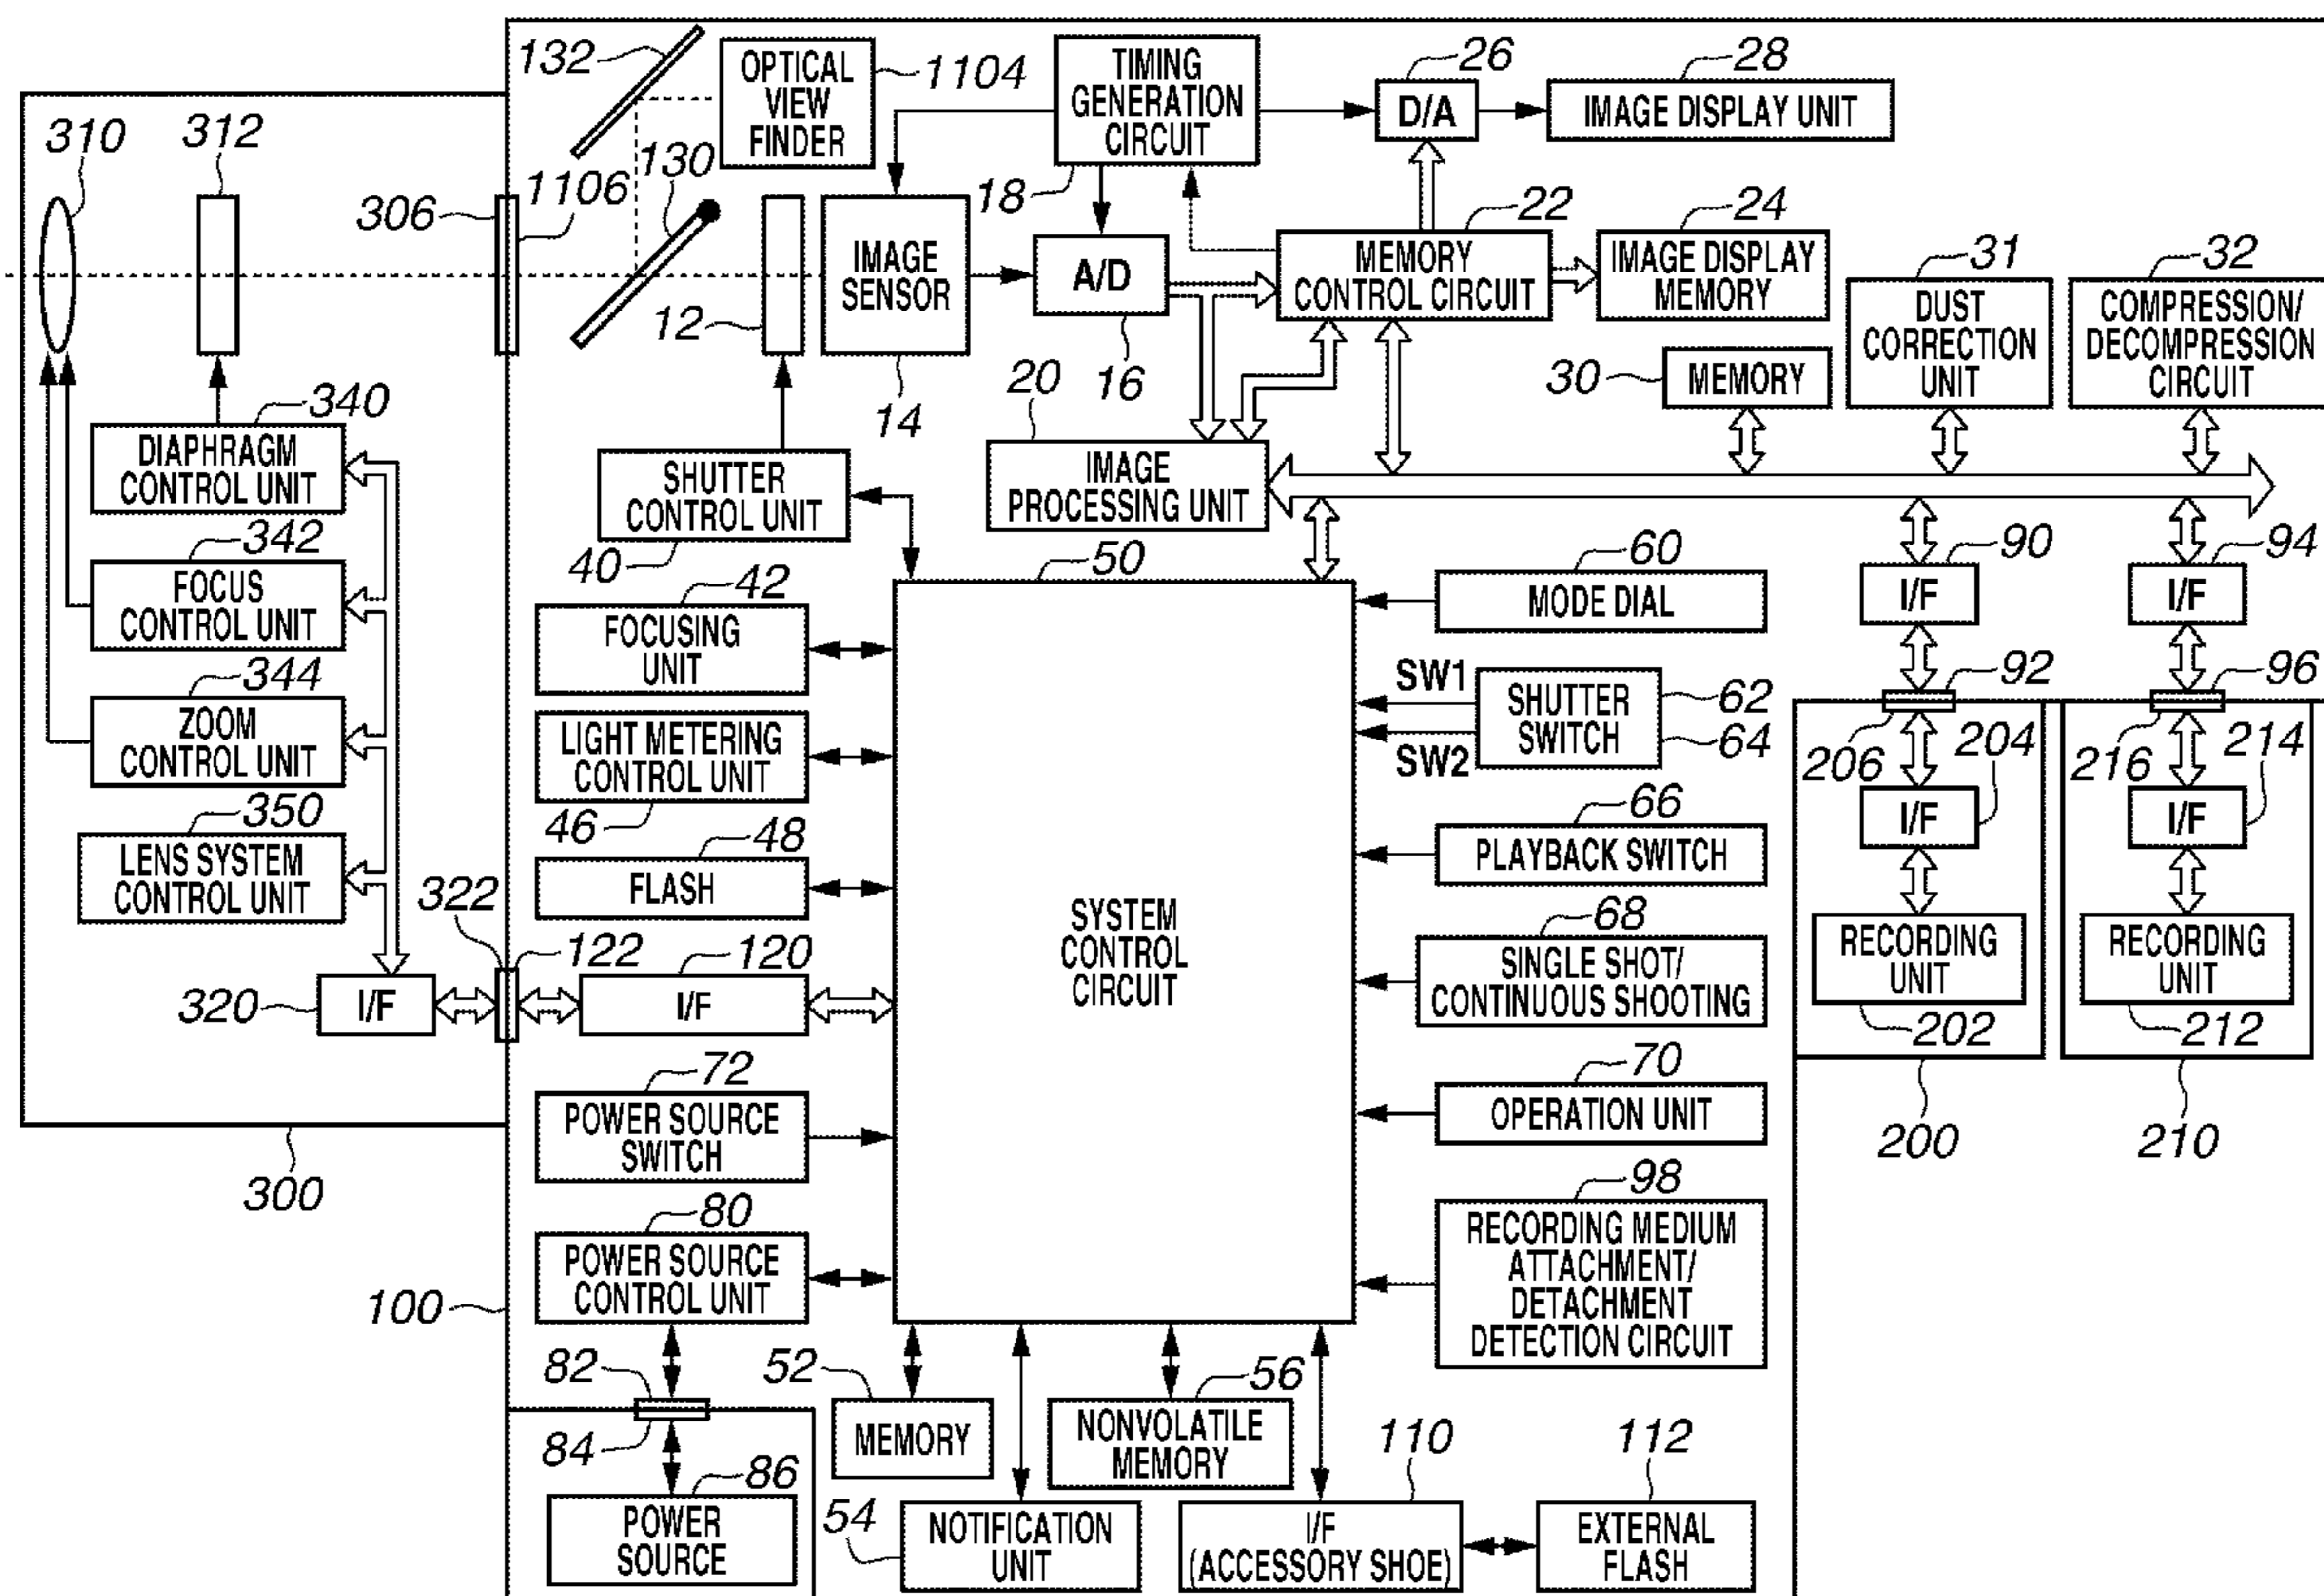 132
OPTICAL
VIEW
FINDER
1104
TIMING
GENERATION
CIRCUIT
18
26
D/A
28
IMAGE DISPLAY UNIT
310
312
306
1106
130
12
IMAGE
SENSOR
14
A/D
16
22
MEMORY
CONTROL CIRCUIT
24
IMAGE DISPLAY
MEMORY
31
DUST
CORRECTION
UNIT
32
COMPRESSION/
DECOMPRESSION
CIRCUIT
30
MEMORY
20
IMAGE
PROCESSING UNIT
340
DIAPHRAGM
CONTROL UNIT
342
FOCUS
CONTROL UNIT
344
ZOOM
CONTROL UNIT
350
LENS SYSTEM
CONTROL UNIT
322
122
320
I/F
120
I/F
300
SHUTTER
CONTROL UNIT
40
42
FOCUSING
UNIT
LIGHT METERING
CONTROL UNIT
46
48
FLASH
72
POWER SOURCE
SWITCH
80
POWER SOURCE
CONTROL UNIT
100
82
84
86
POWER
SOURCE
50
SYSTEM
CONTROL
CIRCUIT
60
MODE DIAL
SW1
SW2
SHUTTER
SWITCH
62
64
66
PLAYBACK SWITCH
68
SINGLE SHOT/
CONTINUOUS SHOOTING
70
OPERATION UNIT
98
RECORDING MEDIUM
ATTACHMENT/
DETACHMENT
DETECTION CIRCUIT
90
I/F
92
206
204
I/F
RECORDING
UNIT
202
200
94
I/F
96
216
214
I/F
RECORDING
UNIT
212
210
52
MEMORY
54
NOTIFICATION
UNIT
56
NONVOLATILE
MEMORY
110
I/F
(ACCESSORY SHOE)
112
EXTERNAL
FLASH